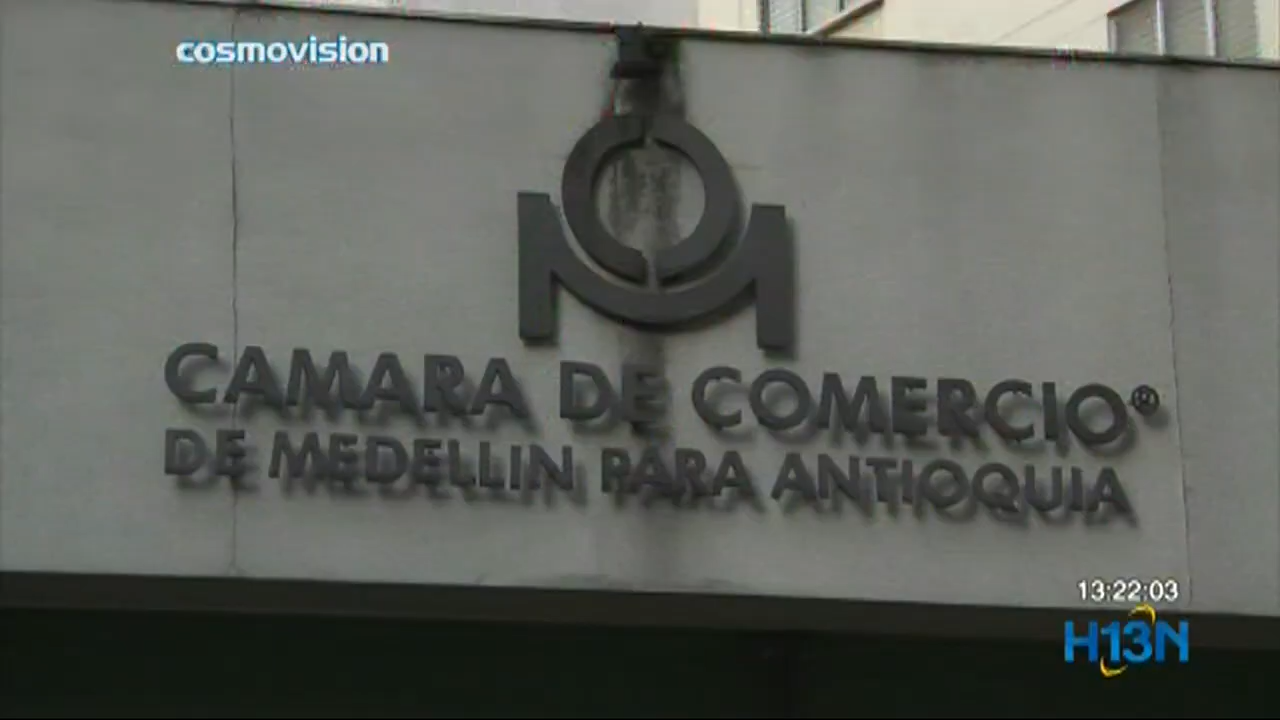 cosmovision
CAMARA DE COMERCIO®
DE MEDELLIN PARA ANTIOQUIA
13:22:03
H13N